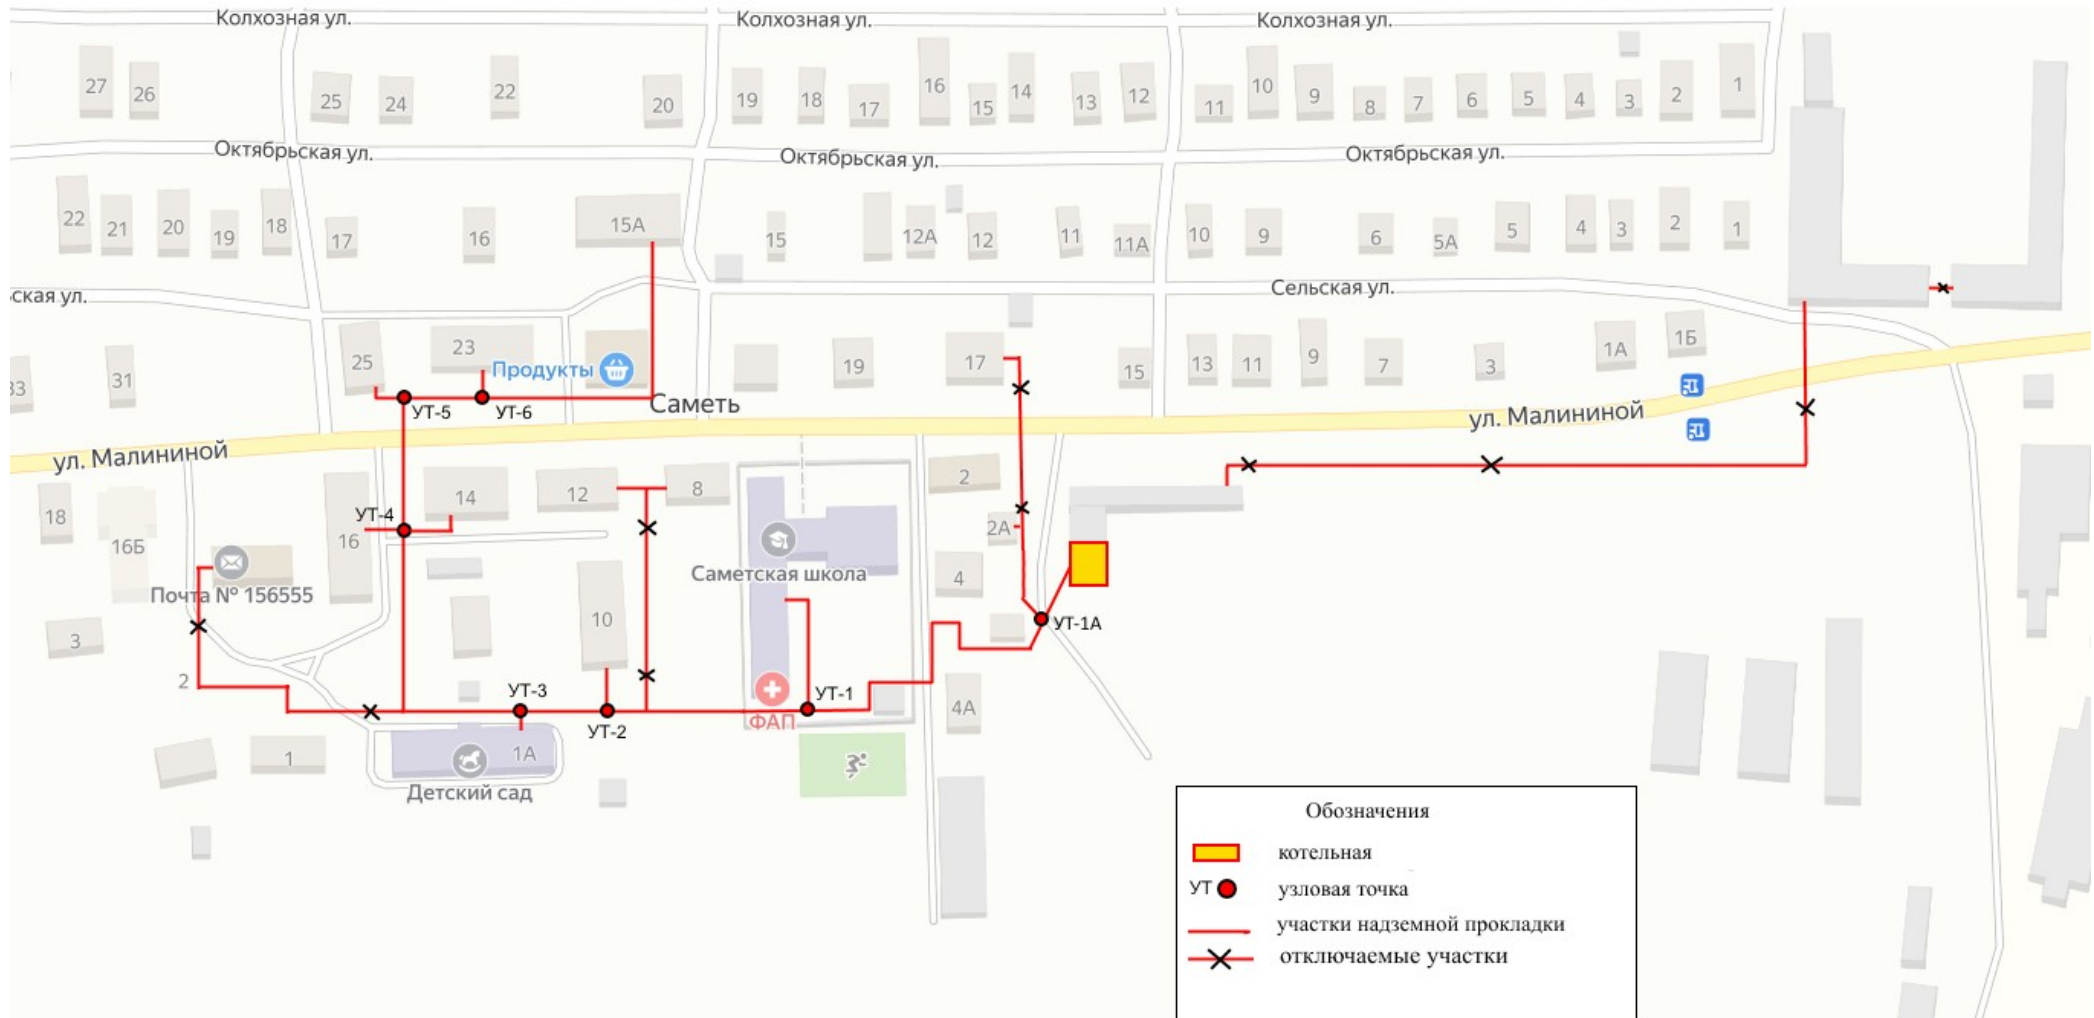 Колхозная ул.
Колхозная ул.
Колхозная ул.
27
26
25
24
22
20
19
18
17
16
15
14
13
12
11
10
9
8
7
6
5
4
3
2
1
Октябрьская ул.
Октябрьская ул.
Октябрьская ул.
22
21
20
19
18
17
16
15А
15
12А
12
11
11А
10
9
6
5А
5
4
3
2
1
ская ул.
Сельская ул.
33
31
25
23
Продукты
19
17
15
13
11
9
7
3
1А
1Б
УТ-5
УТ-6
Саметь
ул. Малининой
ул. Малининой
18
16Б
16
УТ-4
14
12
8
2
2А
4
Почта № 156555
Саметская школа
3
10
УТ-1А
2
УТ-3
УТ-2
ФАП
УТ-1
4А
1
1А
Детский сад
Обозначения
котельная
УТ узловая точка
участки надземной прокладки
отключаемые участки